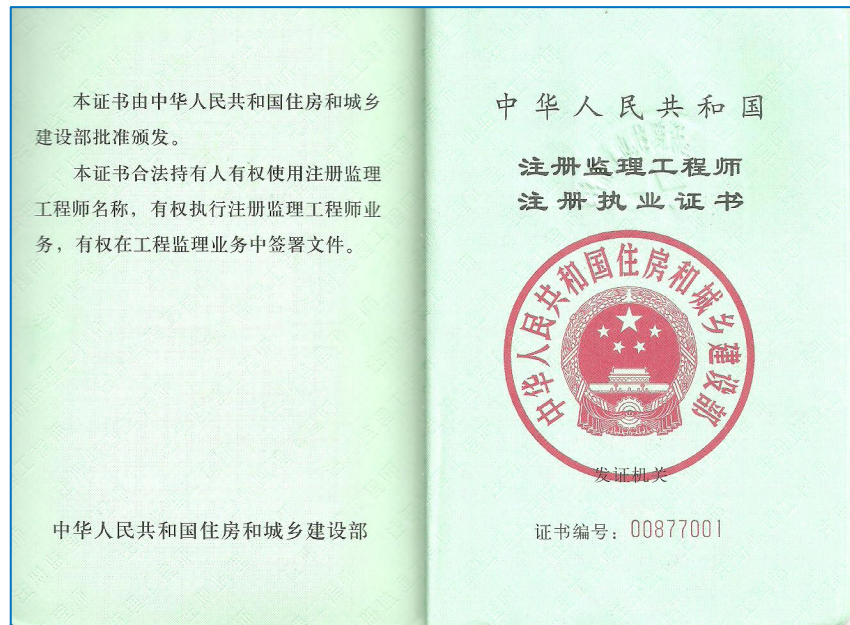 本证书由中华人民共和国住房和城乡
建设部批准颁发。
本证书合法持有人有权使用注册监理
工程师名称，有权执行注册监理工程师业
务，有权在工程监理业务中签署文件。
中华人民共和国住房和城乡建设部
中华人民共和国
注册监理工程师
注册执业证书
中华人民共和国住房和城乡建设部
发证机关
证书编号：00877001